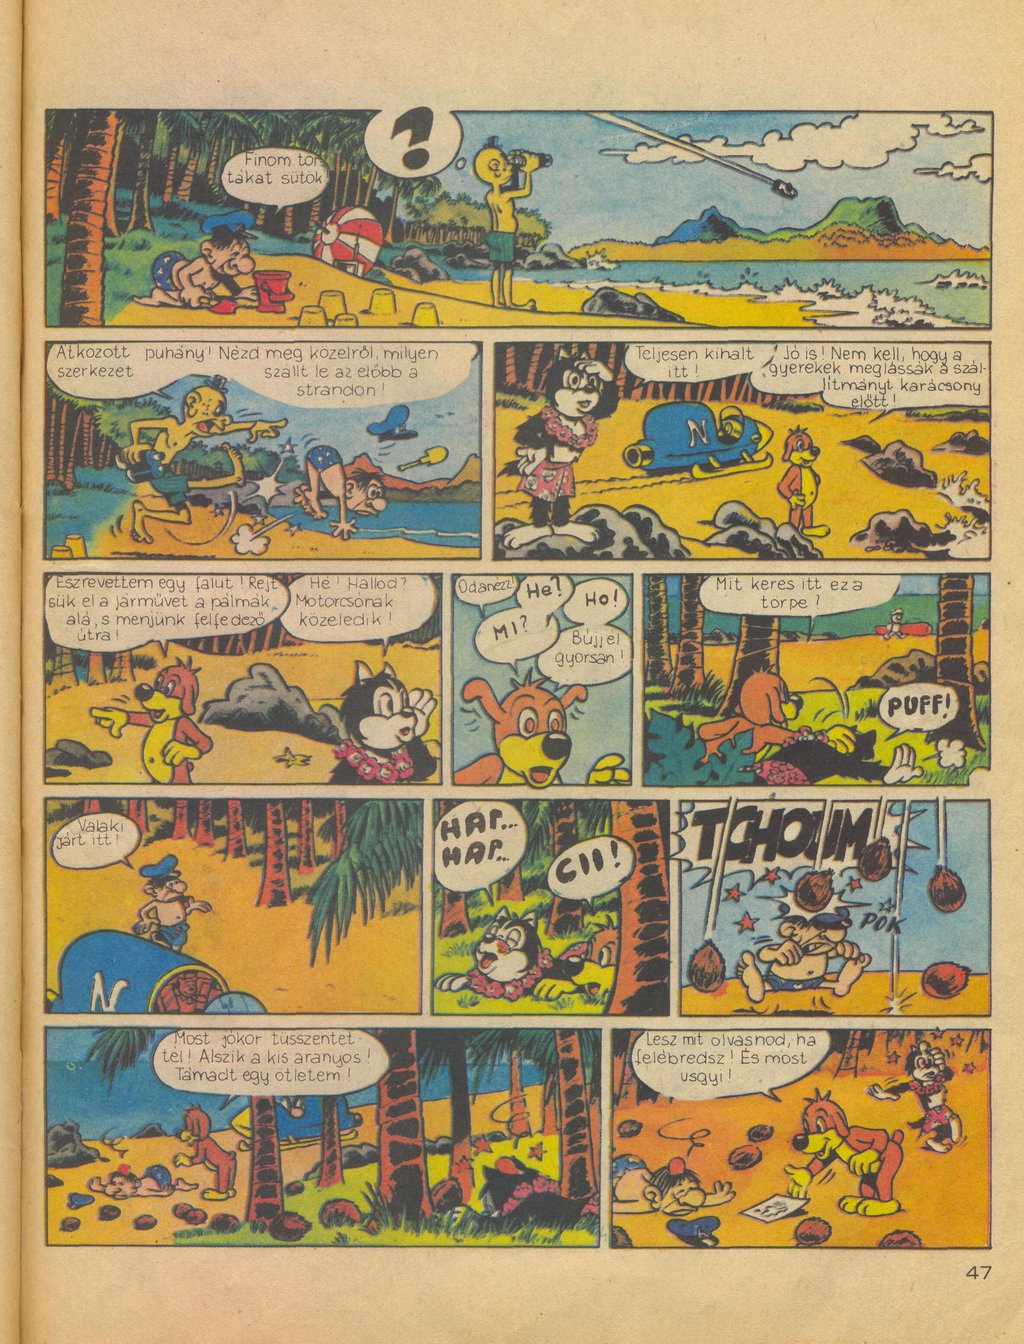 Finom tor
tákat sütök
?
Átkozott puhány! Nézd meg közelről, milyen
szerkezet szállt le az előbb a
strandon!
Teljesen kihalt
itt!
Jó is! Nem kell, hogy a
gyerekek meglássák a szál-
lítmányt karácsony
előtt!
N
Észrevettem egy falut! Rejt
sük el a járművet a pálmák
alá, s menjünk felfedező
útra!
Hé! Hallod?
Motorcsónak
közeledik!
Odanézz!
He?
MI?
Ho!
Bújj el
gyorsan!
Mit keres itt ez a
törpe?
PUFF!
Valaki
járt itt!
N
HAP...
HAP...
CII!
TCHOUM
POK
Most jókor tüsszentet-
tél! Alszik a kis aranyos!
Támadt egy ötletem!
Lesz mit olvasnod, ha
felébredsz! És most
usgyi!
47